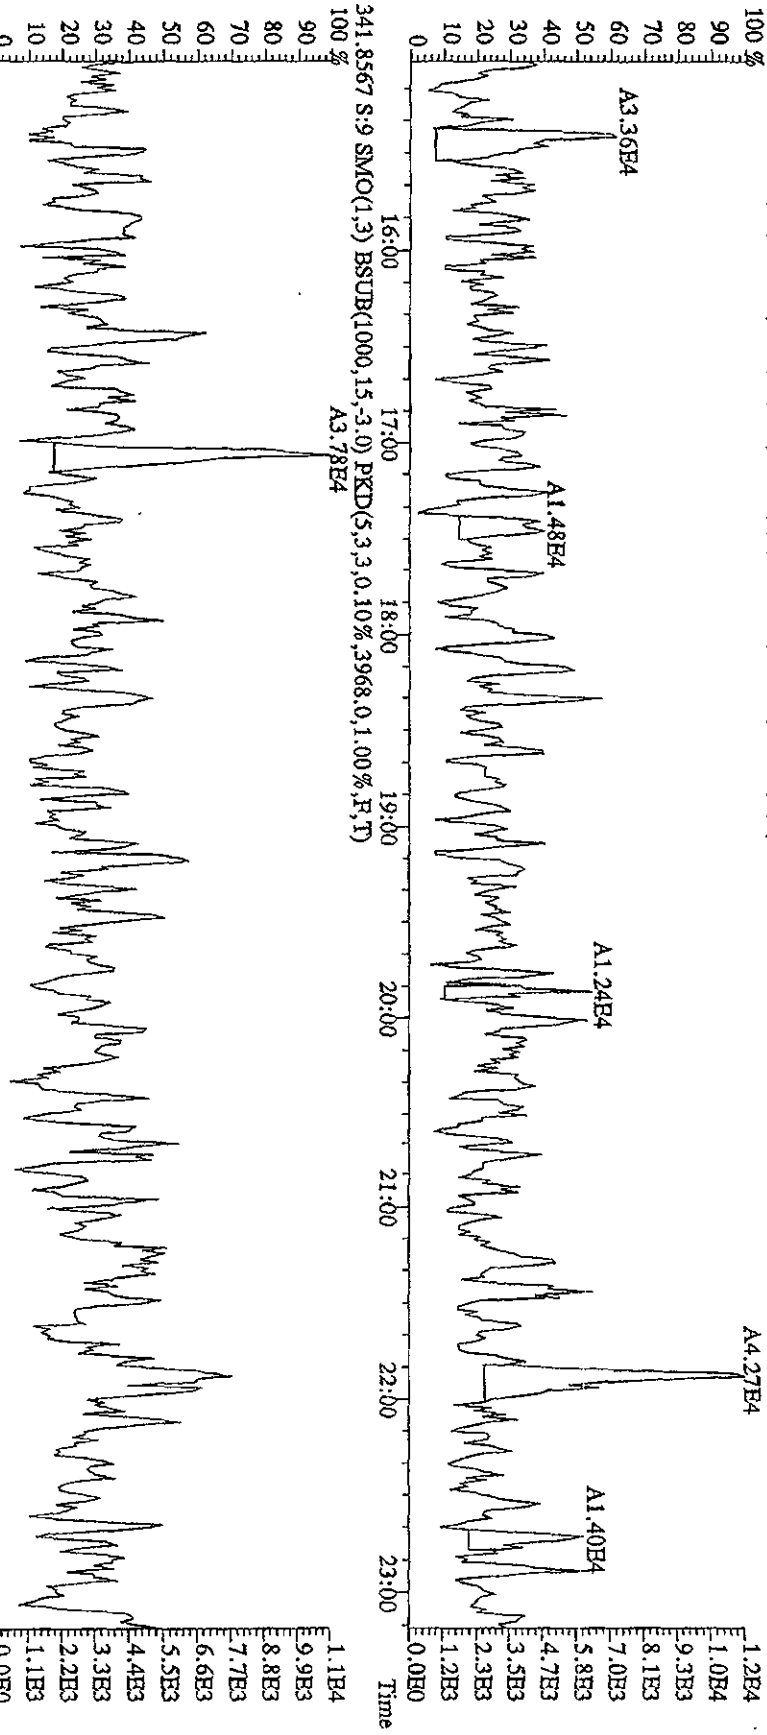 100 % A4.27E4 1.2E4
90 1.0E4
80 9.3E3
70 8.1E3
60 A3.36E4 A1.24E4 A1.40E4 7.0E3
50 5.8E3
40 A1.48E4 4.7E3
30 3.5E3
20 2.3E3
10 1.2E3
0 0.0E0
16:00 17:00 18:00 19:00 20:00 21:00 22:00 23:00 Time
341.8567 S:9 SMO(1,3) BSUB(1000,15,-3.0) PKD(5,3,3,0.10%,3968.0,1.00%,F,T)
100 % A3.78E4 1.1E4
90 9.9E3
80 8.8E3
70 7.7E3
60 6.6E3
50 5.5E3
40 4.4E3
30 3.3E3
20 2.2E3
10 1.1E3
0 0.0E0